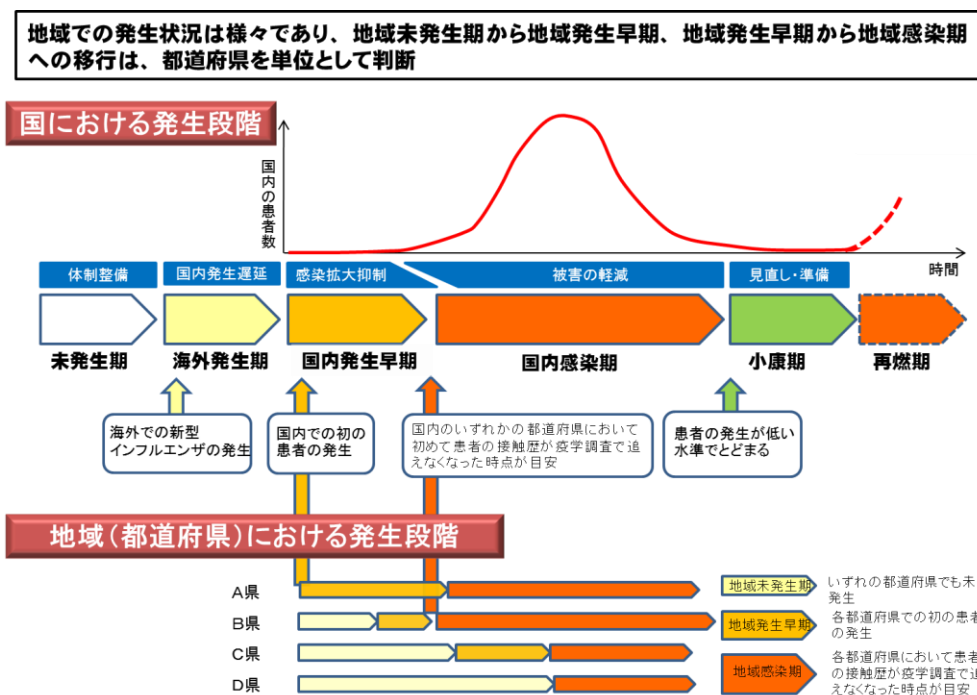 地域での発生状況は様々であり、地域未発生期から地域発生早期、地域発生早期から地域感染期
への移行は、都道府県を単位として判断
国における発生段階
国内の患者数
時間
体制整備
国内発生遅延
感染拡大抑制
被害の軽減
見直し・準備
未発生期
海外発生期
国内発生早期
国内感染期
小康期
再燃期
海外での新型
インフルエンザの発生
国内での初の
患者の発生
国内のいずれかの都道府県において
初めて患者の接触歴が疫学調査で追
えなくなった時点が目安
患者の発生が低い
水準でとどまる
地域(都道府県)における発生段階
A県
B県
C県
D県
地域未発生期
いずれの都道府県でも未
発生
地域発生早期
各都道府県での初の患者
の発生
地域感染期
各都道府県において患者
の接触歴が疫学調査で追
えなくなった時点が目安